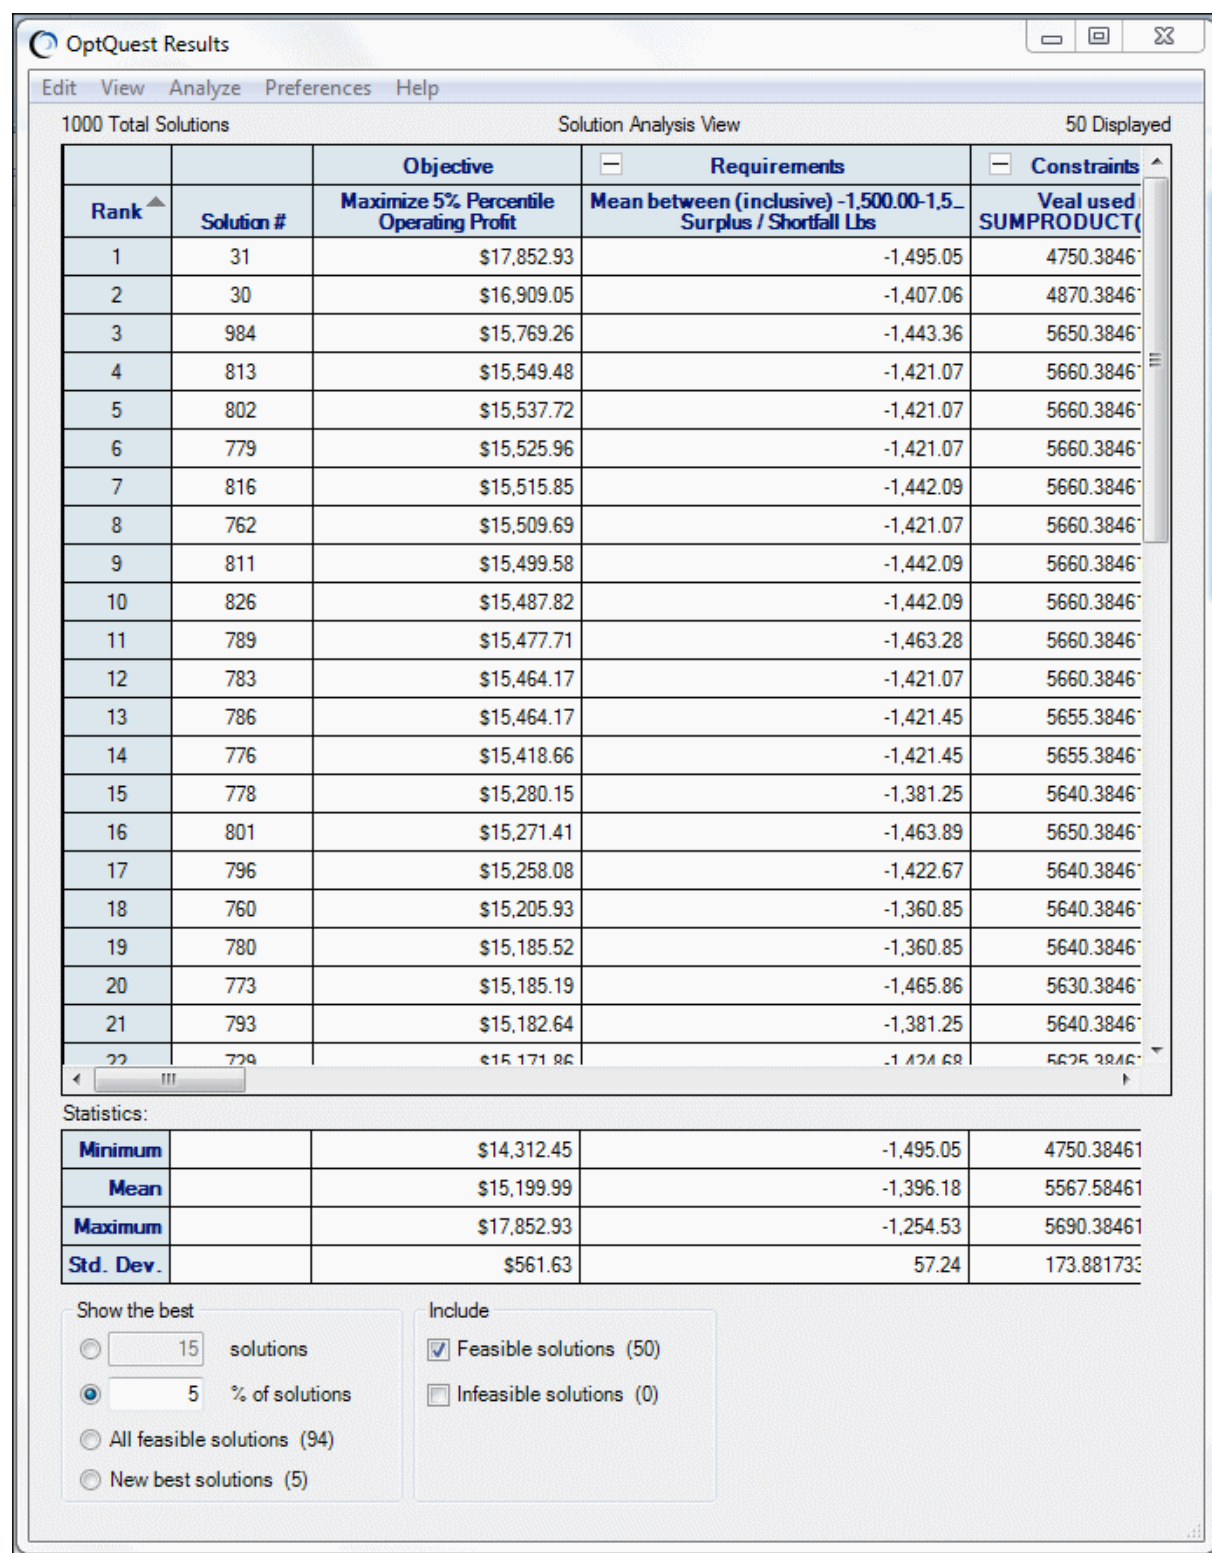 OptQuest Results
Edit View Analyze Preferences Help
1000 Total Solutions Solution Analysis View 50 Displayed
Objective Requirements Constraints
Rank Solution # Maximize 5% Percentile Operating Profit Mean between (inclusive) -1,500.00-1,5... Surplus / Shortfall Lbs Veal used SUMPRODUCT(
1 31 $17,852.93 -1,495.05 4750.3846
2 30 $16,909.05 -1,407.06 4870.3846
3 984 $15,769.26 -1,443.36 5650.3846
4 813 $15,549.48 -1,421.07 5660.3846
5 802 $15,537.72 -1,421.07 5660.3846
6 779 $15,525.96 -1,421.07 5660.3846
7 816 $15,515.85 -1,442.09 5660.3846
8 762 $15,509.69 -1,421.07 5660.3846
9 811 $15,499.58 -1,442.09 5660.3846
10 826 $15,487.82 -1,442.09 5660.3846
11 789 $15,477.71 -1,463.28 5660.3846
12 783 $15,464.17 -1,421.07 5660.3846
13 786 $15,464.17 -1,421.45 5655.3846
14 776 $15,418.66 -1,421.45 5655.3846
15 778 $15,280.15 -1,381.25 5640.3846
16 801 $15,271.41 -1,463.89 5650.3846
17 796 $15,258.08 -1,422.67 5640.3846
18 760 $15,205.93 -1,360.85 5640.3846
19 780 $15,185.52 -1,360.85 5640.3846
20 773 $15,185.19 -1,465.86 5630.3846
21 793 $15,182.64 -1,381.25 5640.3846
22 729 $15,171.86 -1,424.68 5625.3846
Statistics:
Minimum $14,312.45 -1,495.05 4750.38461
Mean $15,199.99 -1,396.18 5567.58461
Maximum $17,852.93 -1,254.53 5690.38461
Std. Dev. $561.63 57.24 173.881733
Show the best Include
15 solutions Feasible solutions (50)
5 % of solutions Infeasible solutions (0)
All feasible solutions (94)
New best solutions (5)